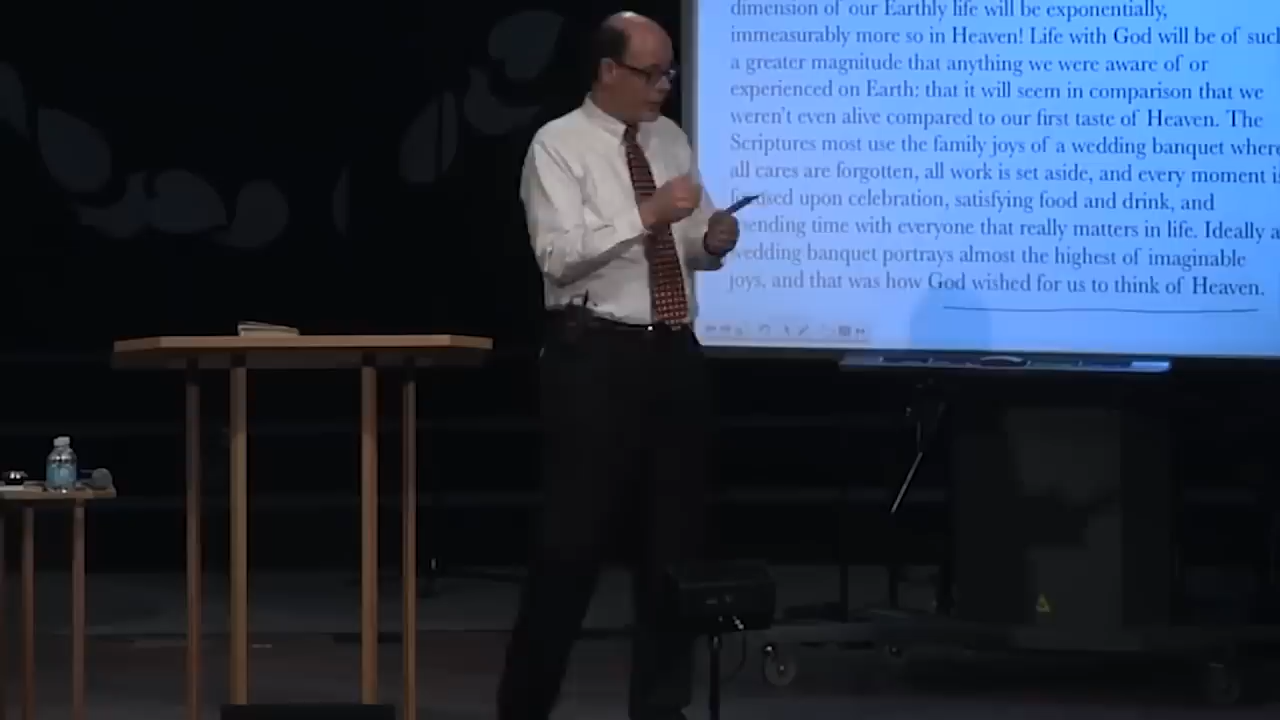 dimension of our Earthly life will be exponentially,
immeasurably more so in Heaven! Life with God will be of such
a greater magnitude that anything we were aware of or
experienced on Earth: that it will seem in comparison that we
weren't even alive compared to our first taste of Heaven. The
Scriptures most use the family joys of a wedding banquet where
all cares are forgotten, all work is set aside, and every moment is
focused upon celebration, satisfying food and drink, and
spending time with everyone that really matters in life. Ideally a
wedding banquet portrays almost the highest of imaginable
joys, and that was how God wished for us to think of Heaven.